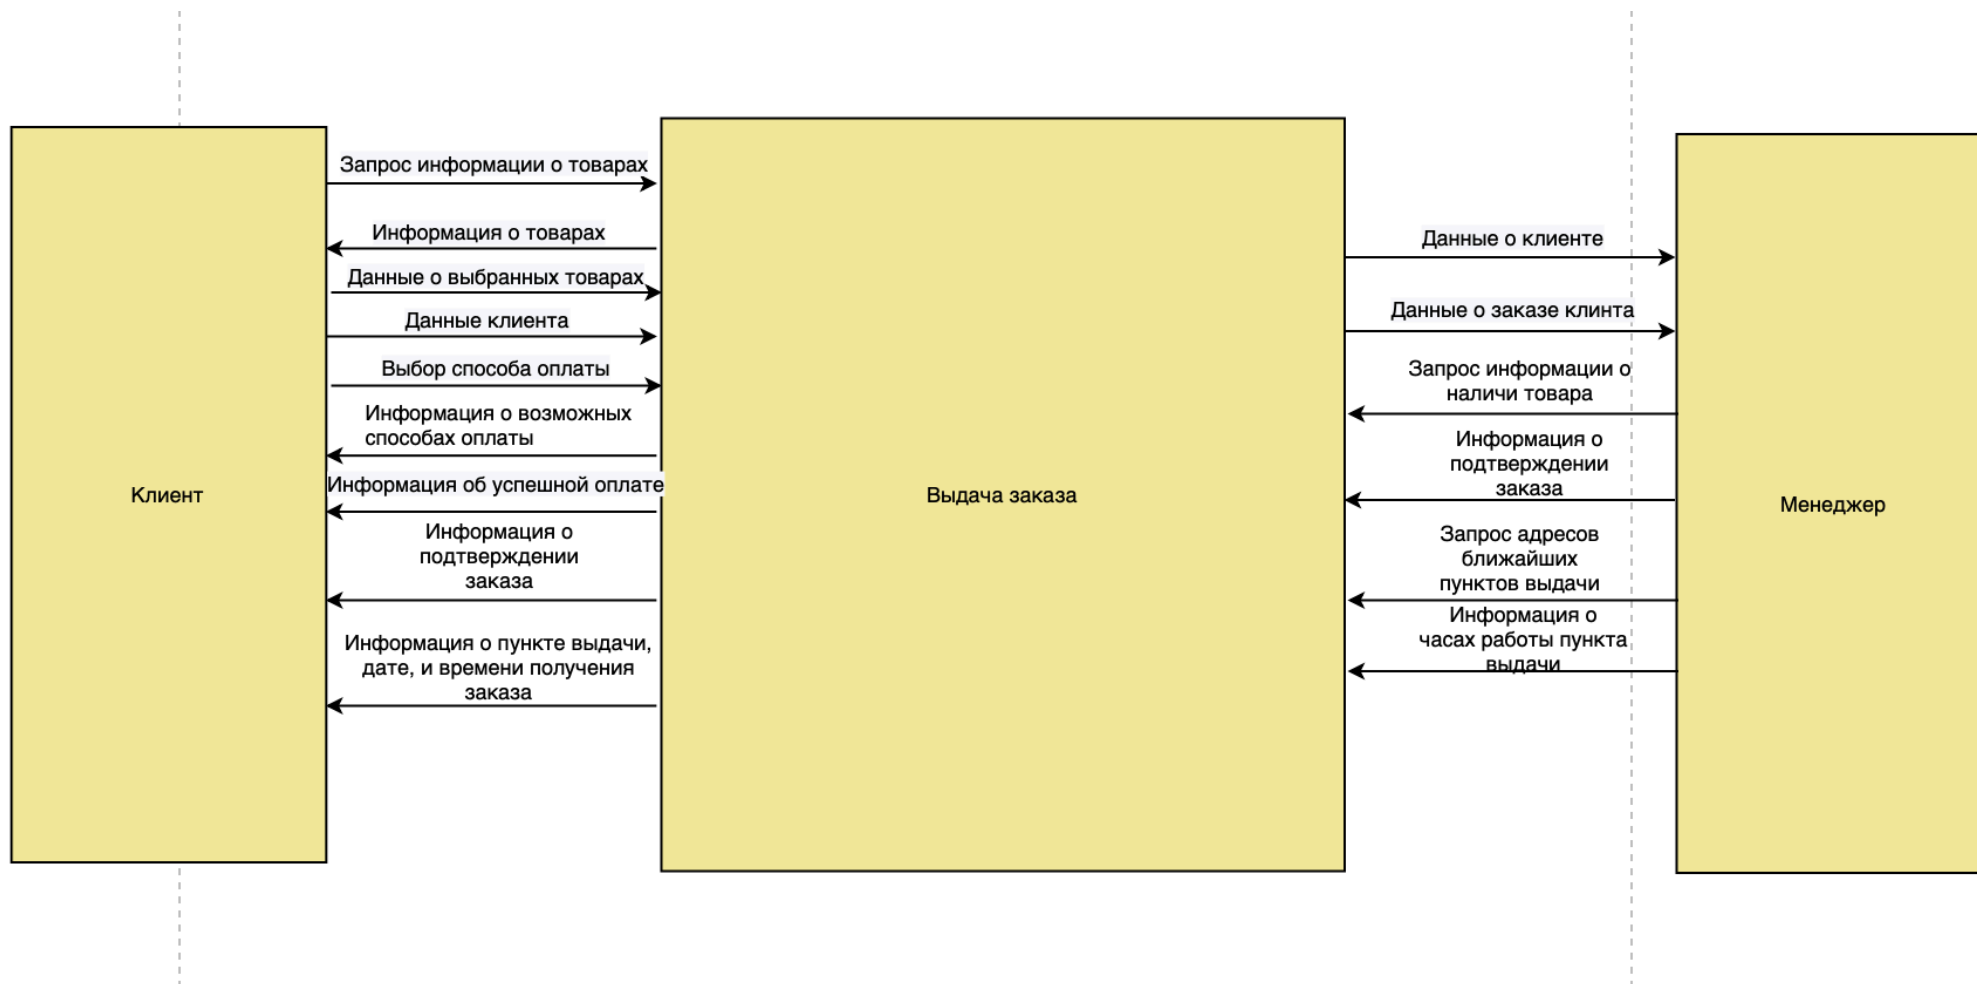 Запрос информации о товарах
Информация о товарах
Данные о выбранных товарах
Данные клиента
Выбор способа оплаты
Информация о возможных
способах оплаты
Клиент
Информация об успешной оплате
Информация о
подтверждении
заказа
Информация о пункте выдачи,
дате, и времени получения
заказа
Выдача заказа
Данные о клиенте
Данные о заказе клинта
Запрос информации о
наличи товара
Информация о
подтверждении
заказа
Запрос адресов
ближайших
пунктов выдачи
Информация о
часах работы пункта
выдачи
Менеджер